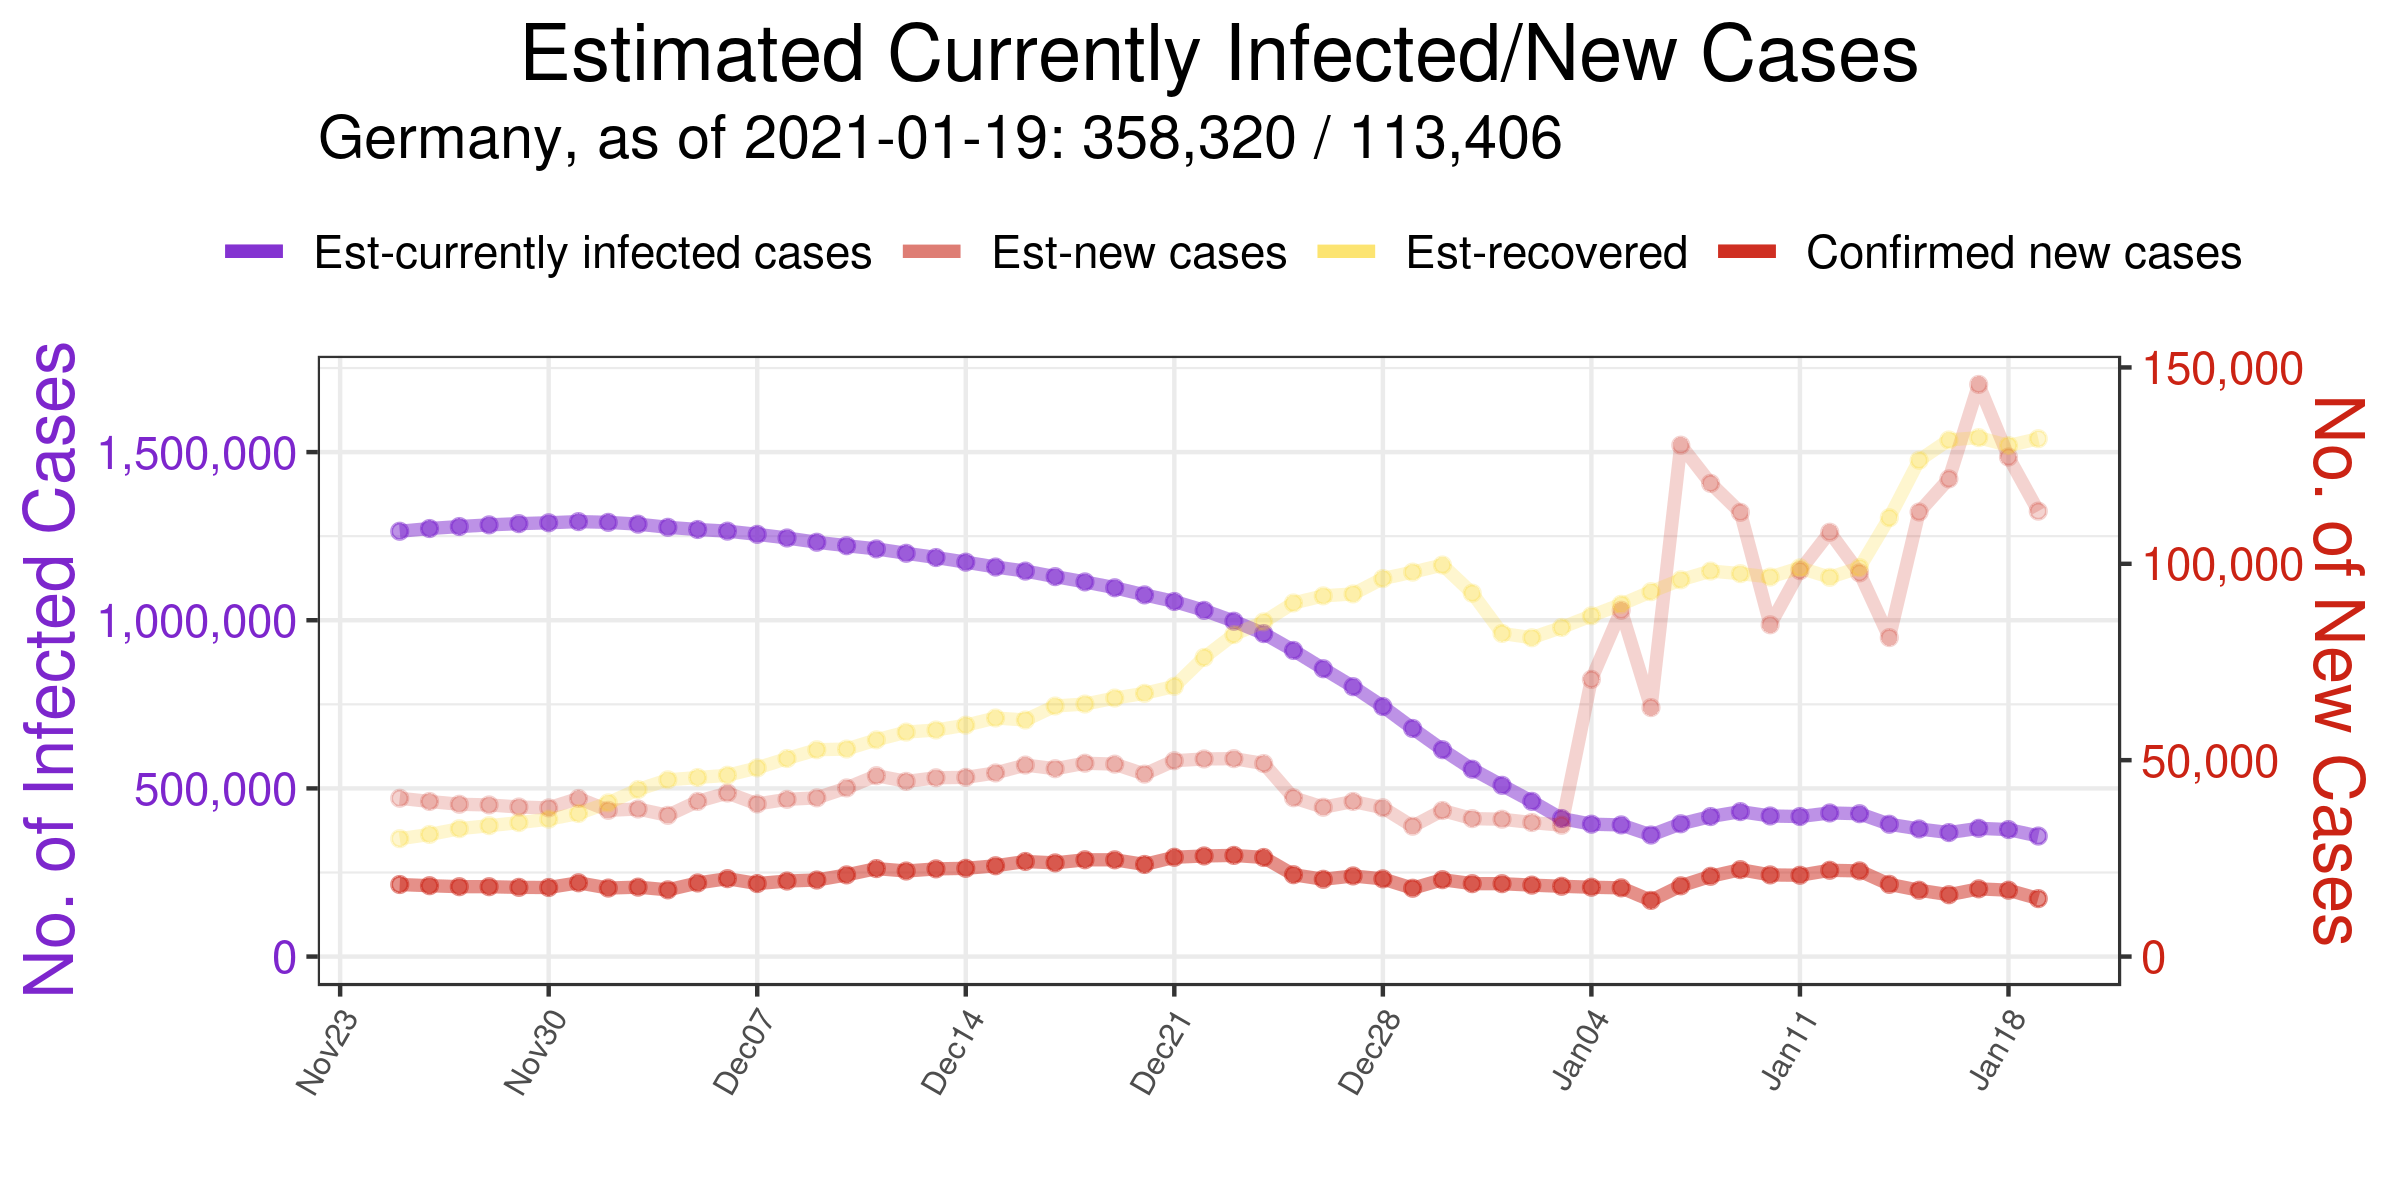 Estimated Currently Infected/New Cases
Germany, as of 2021-01-19: 358,320 / 113,406
Est-currently infected cases Est-new cases Est-recovered Confirmed new cases
No. of Infected Cases
1,500,000
1,000,000
500,000
0
150,000
100,000
50,000
0
No. of New Cases
Nov23 Nov30 Dec07 Dec14 Dec21 Dec28 Jan04 Jan11 Jan18